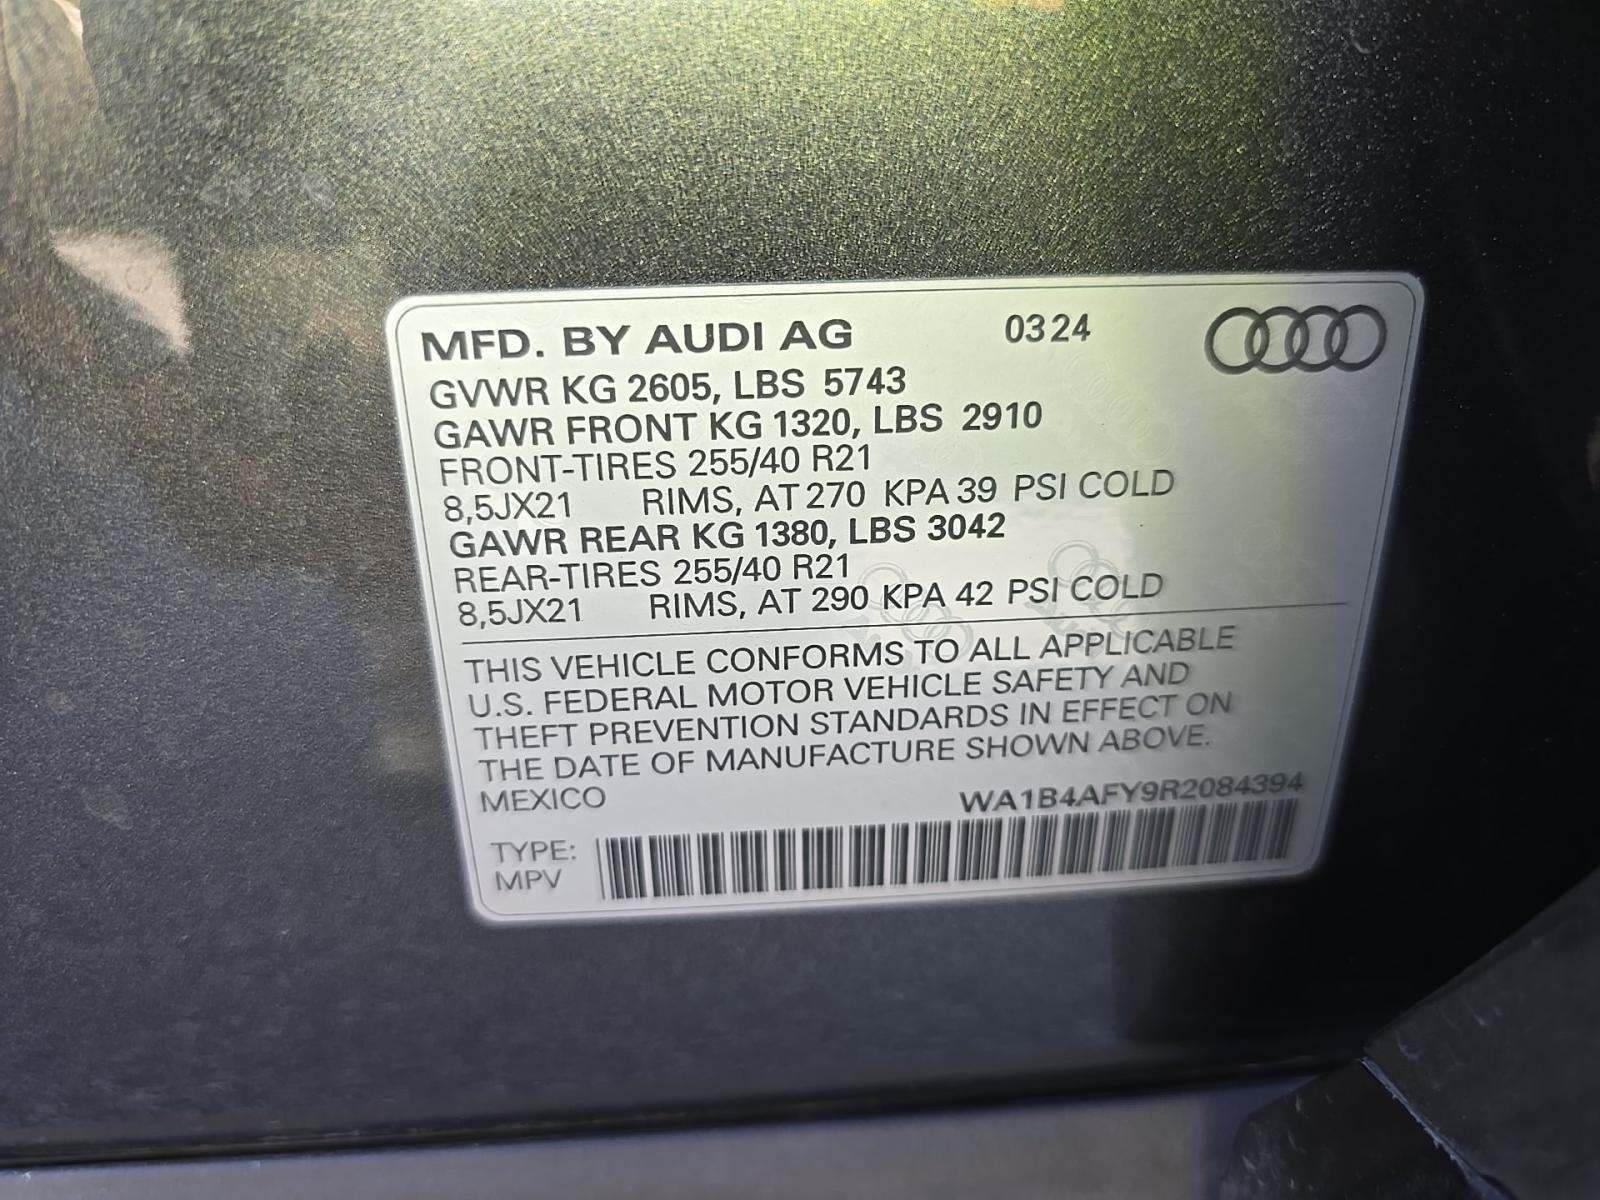 MFD. BY AUDI AG 03 24
GVWR KG 2605, LBS 5743
GAWR FRONT KG 1320, LBS 2910
FRONT-TIRES 255/40 R21
8,5JX21 RIMS, AT 270 KPA 39 PSI COLD
GAWR REAR KG 1380, LBS 3042
REAR-TIRES 255/40 R21
8,5JX21 RIMS, AT 290 KPA 42 PSI COLD
THIS VEHICLE CONFORMS TO ALL APPLICABLE
U.S. FEDERAL MOTOR VEHICLE SAFETY AND
THEFT PREVENTION STANDARDS IN EFFECT ON
THE DATE OF MANUFACTURE SHOWN ABOVE.
MEXICO WA1B4AFY9R2084394
TYPE:
MPV